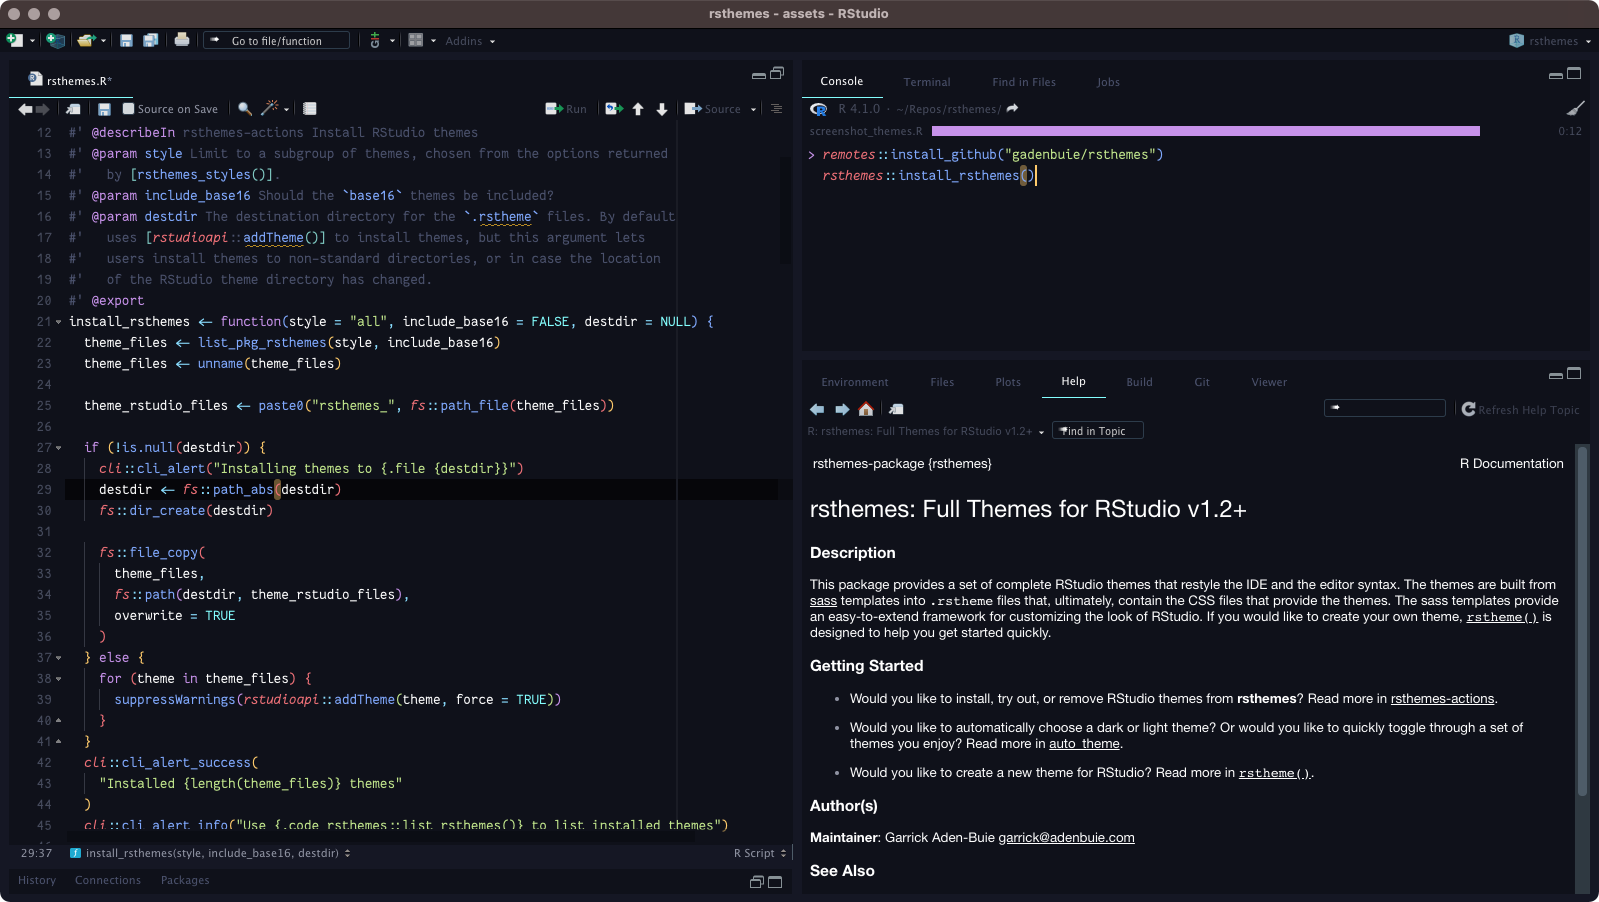 rsthemes - assets - RStudio
Go to file/function
Addins
rsthemes
rsthemes.R*
Source on Save
Run
Source
12 #' @describeIn rsthemes-actions Install RStudio themes
13 #' @param style Limit to a subgroup of themes, chosen from the options returned
14 #'   by [rsthemes_styles()].
15 #' @param include_base16 Should the `base16` themes be included?
16 #' @param destdir The destination directory for the `.rstheme` files. By default
17 #'   uses [rstudioapi::addTheme()] to install themes, but this argument lets
18 #'   users install themes to non-standard directories, or in case the location
19 #'   of the RStudio theme directory has changed.
20 #' @export
21 install_rsthemes <- function(style = "all", include_base16 = FALSE, destdir = NULL) {
22   theme_files <- list_pkg_rsthemes(style, include_base16)
23   theme_files <- unname(theme_files)
24
25   theme_rstudio_files <- paste0("rsthemes_", fs::path_file(theme_files))
26
27   if (!is.null(destdir)) {
28     cli::cli_alert("Installing themes to {.file {destdir}}")
29     destdir <- fs::path_abs(destdir)
30     fs::dir_create(destdir)
31
32     fs::file_copy(
33       theme_files,
34       fs::path(destdir, theme_rstudio_files),
35       overwrite = TRUE
36     )
37   } else {
38     for (theme in theme_files) {
39       suppressWarnings(rstudioapi::addTheme(theme, force = TRUE))
40     }
41   }
42   cli::cli_alert_success(
43     "Installed {length(theme_files)} themes"
44   )
45   cli::cli_alert_info("Use {.code rsthemes::list_rsthemes()} to list installed themes")
29:37
install_rsthemes(style, include_base16, destdir)
R Script
History
Connections
Packages
Console
Terminal
Find in Files
Jobs
R 4.1.0 · ~/Repos/rsthemes/
screenshot_themes.R
0:12
> remotes::install_github("gadenbuie/rsthemes")
rsthemes::install_rsthemes()
Environment
Files
Plots
Help
Build
Git
Viewer
Refresh Help Topic
R: rsthemes: Full Themes for RStudio v1.2+
Find in Topic
rsthemes-package {rsthemes}
R Documentation
rsthemes: Full Themes for RStudio v1.2+
Description
This package provides a set of complete RStudio themes that restyle the IDE and the editor syntax. The themes are built from
sass templates into .rstheme files that, ultimately, contain the CSS files that provide the themes. The sass templates provide
an easy-to-extend framework for customizing the look of RStudio. If you would like to create your own theme, rstheme() is
designed to help you get started quickly.
Getting Started
• Would you like to install, try out, or remove RStudio themes from rsthemes? Read more in rsthemes-actions.
• Would you like to automatically choose a dark or light theme? Or would you like to quickly toggle through a set of
themes you enjoy? Read more in auto_theme.
• Would you like to create a new theme for RStudio? Read more in rstheme().
Author(s)
Maintainer: Garrick Aden-Buie garrick@adenbuie.com
See Also